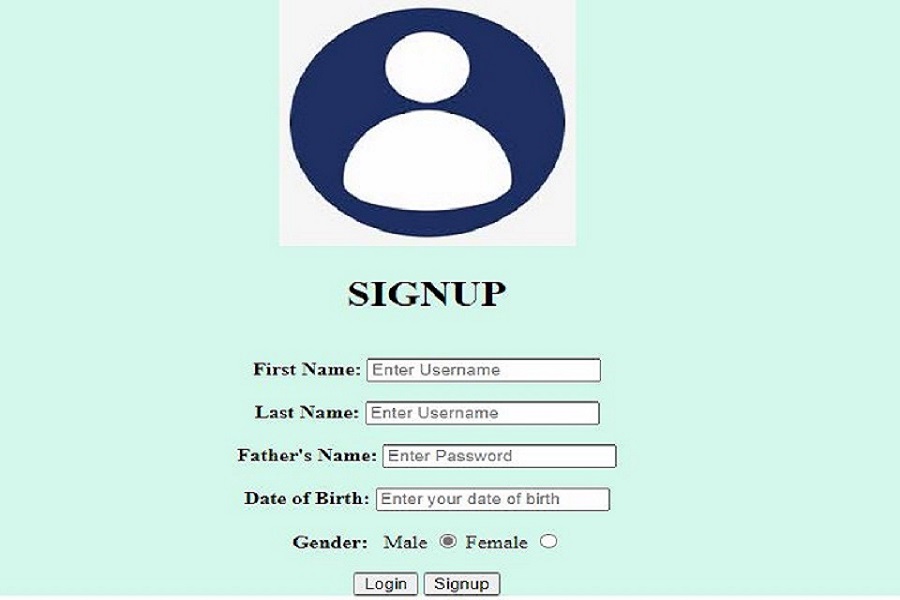 SIGNUP
First Name: Enter Username
Last Name: Enter Username
Father's Name: Enter Password
Date of Birth: Enter your date of birth
Gender: Male Female
Login Signup